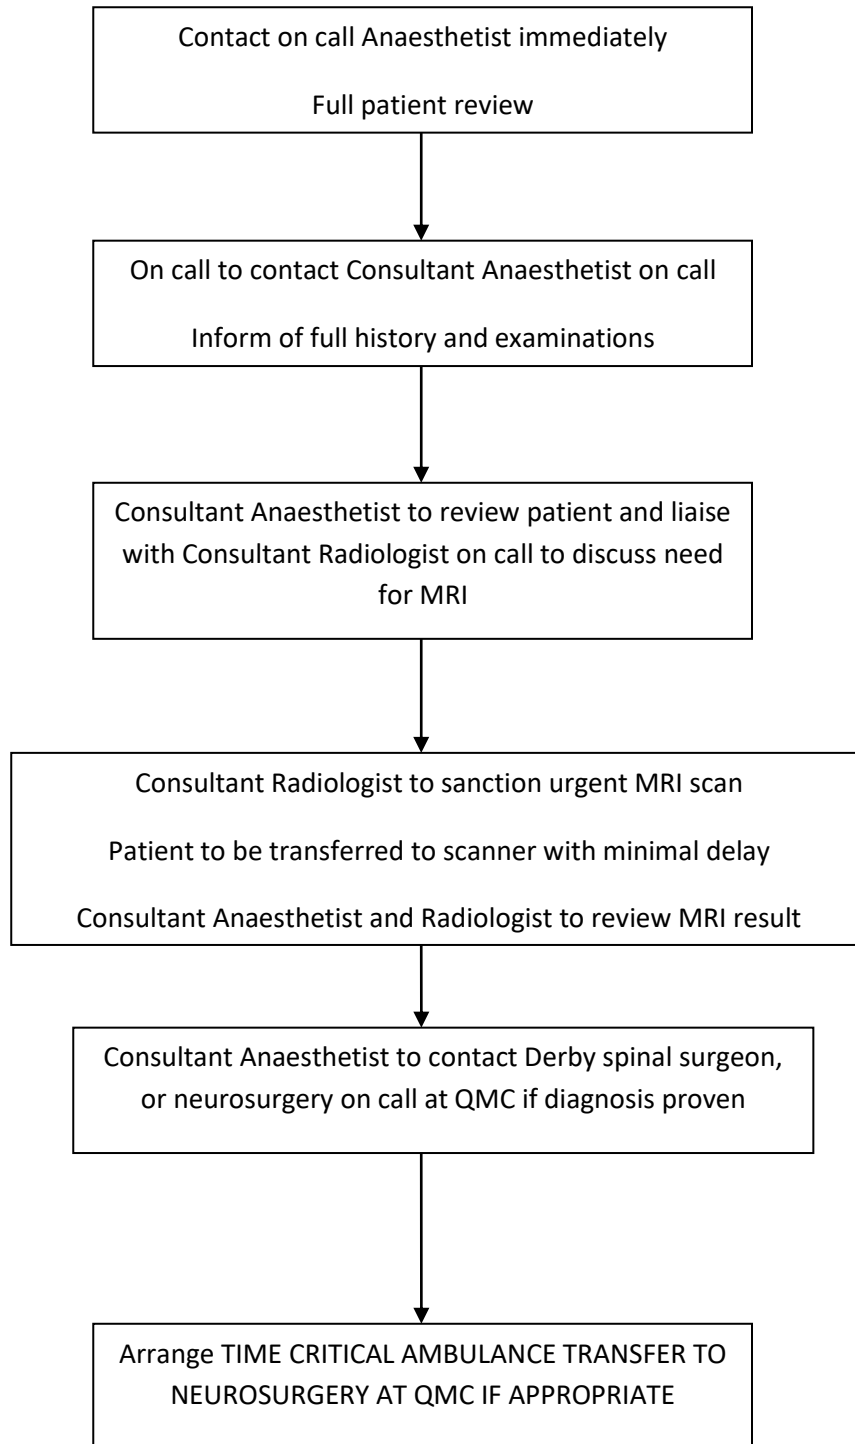 Contact on call Anaesthetist immediately
Full patient review
On call to contact Consultant Anaesthetist on call
Inform of full history and examinations
Consultant Anaesthetist to review patient and liaise
with Consultant Radiologist on call to discuss need
for MRI
Consultant Radiologist to sanction urgent MRI scan
Patient to be transferred to scanner with minimal delay
Consultant Anaesthetist and Radiologist to review MRI result
Consultant Anaesthetist to contact Derby spinal surgeon,
or neurosurgery on call at QMC if diagnosis proven
Arrange TIME CRITICAL AMBULANCE TRANSFER TO
NEUROSURGERY AT QMC IF APPROPRIATE